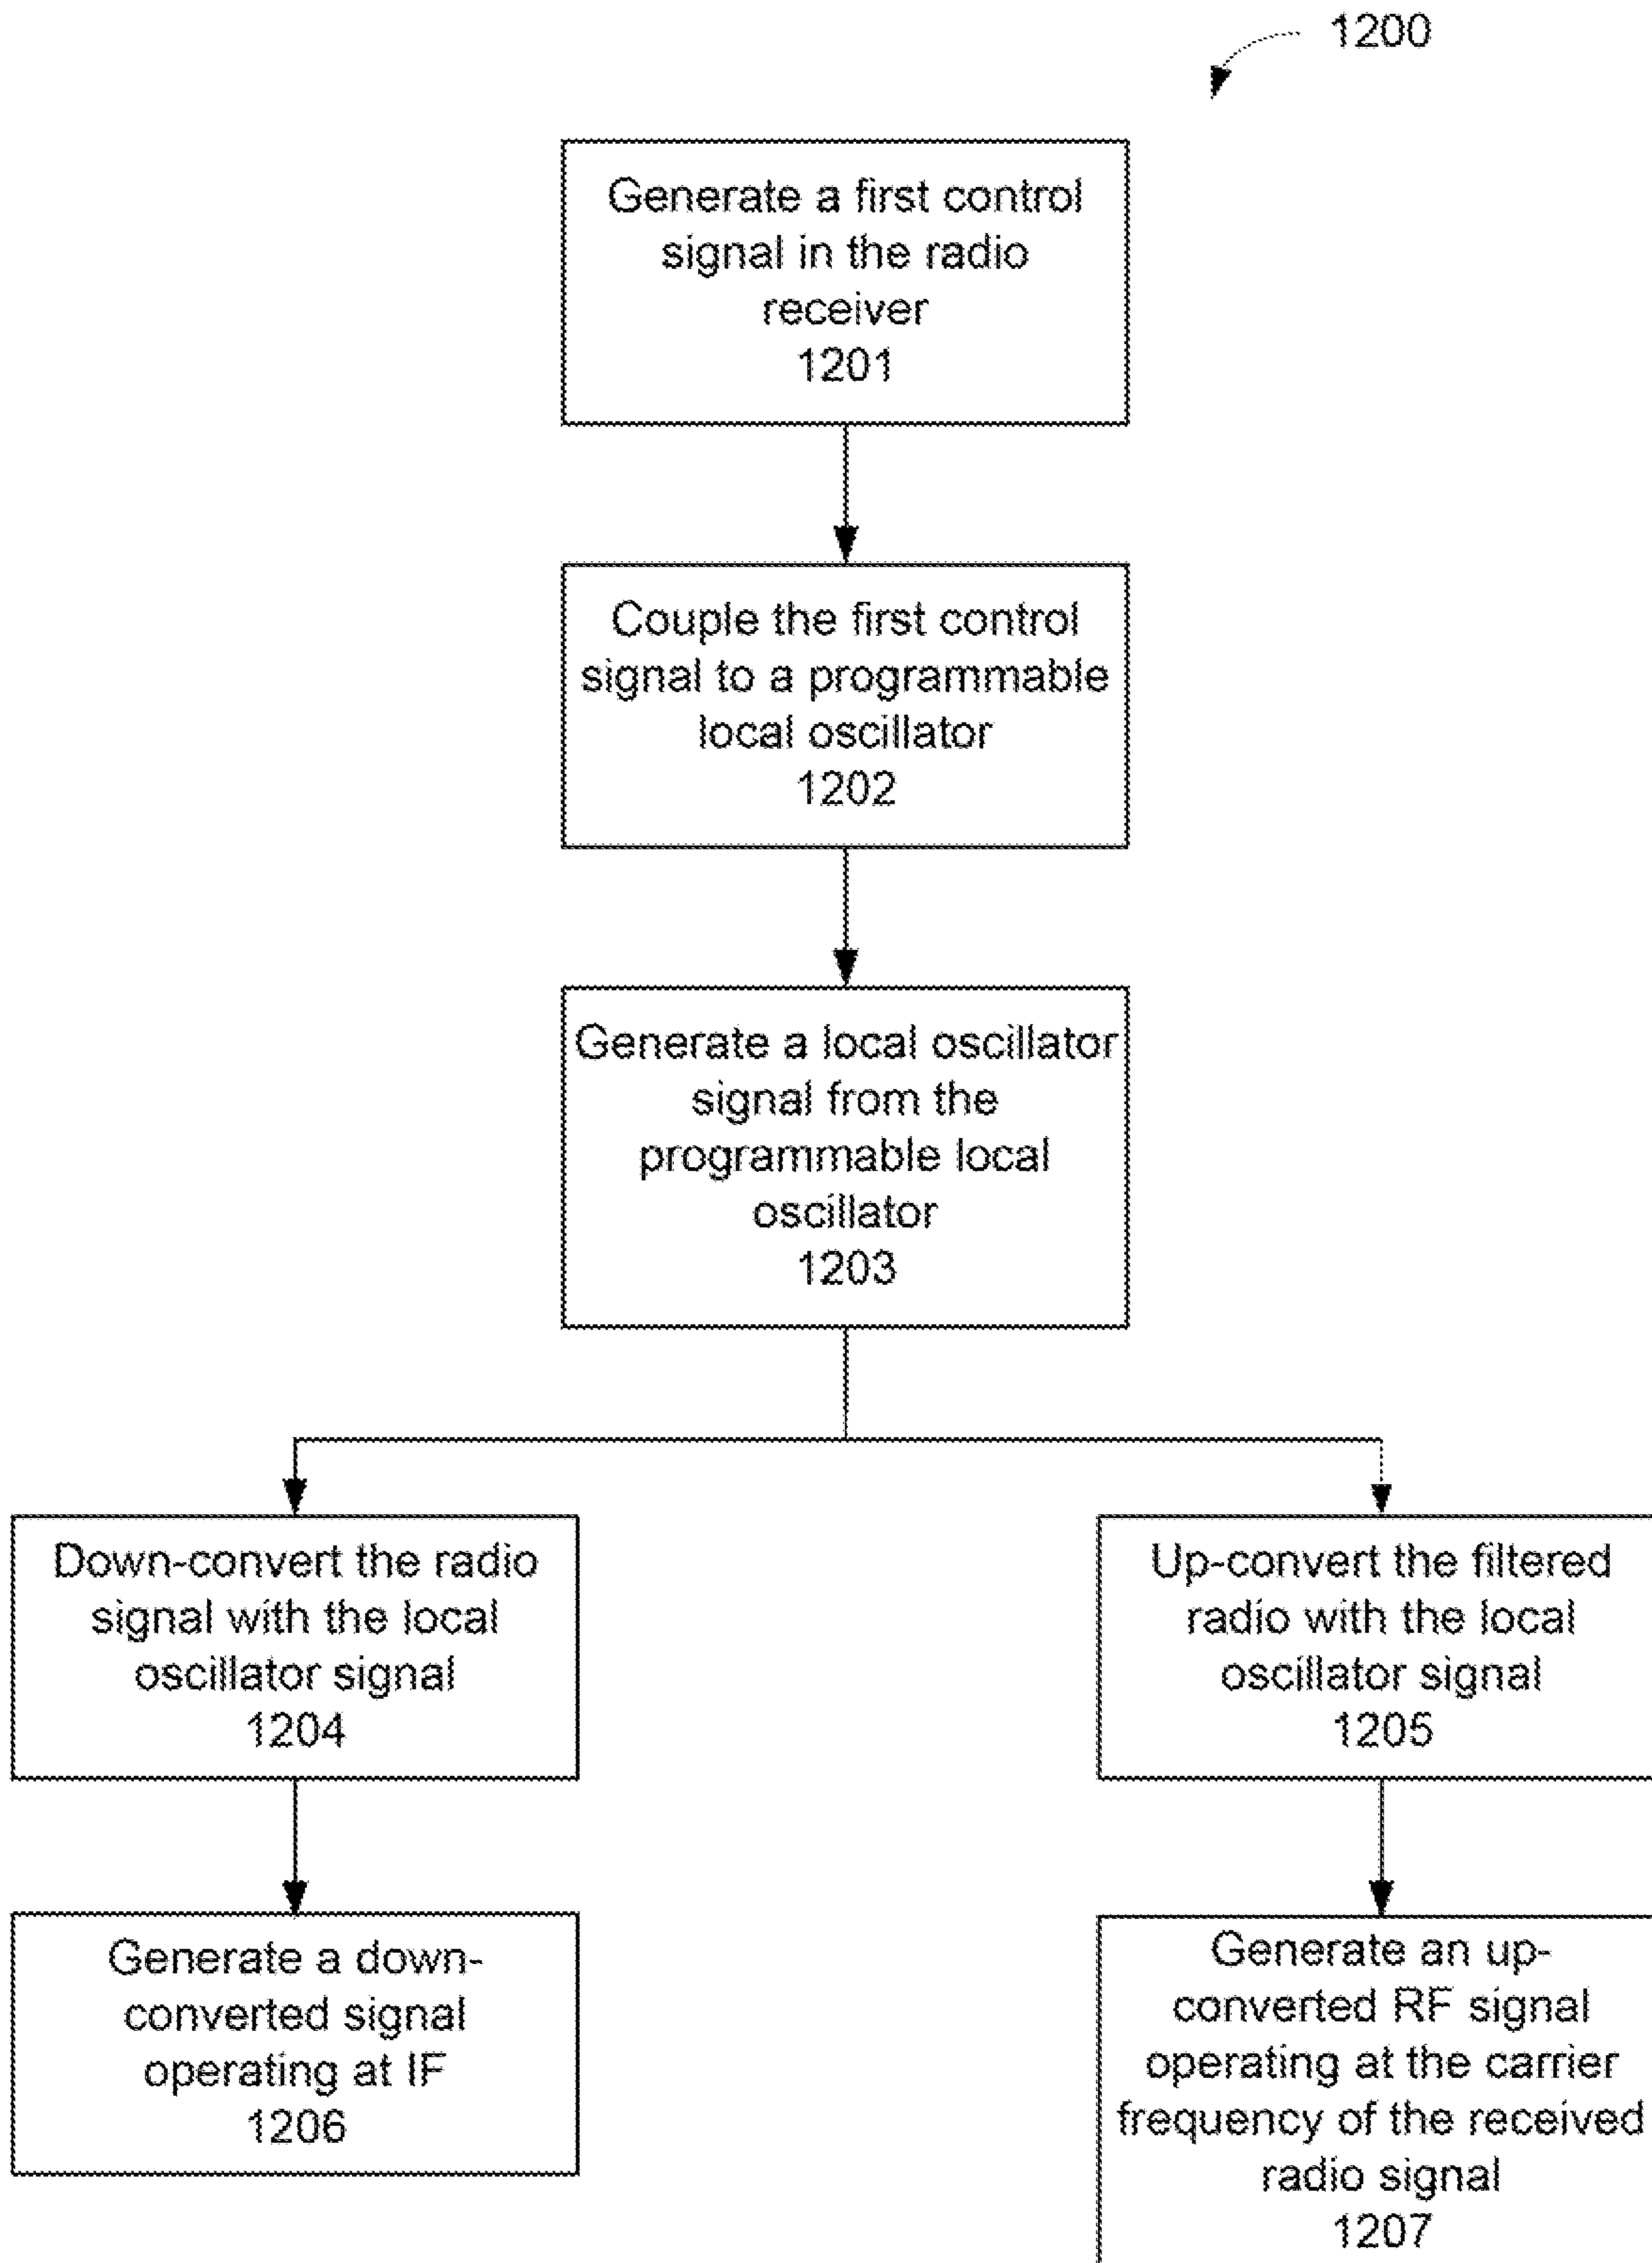 1200
Generate a first control
signal in the radio
receiver
1201
Couple the first control
signal to a programmable
local oscillator
1202
Generate a local oscillator
signal from the
programmable local
oscillator
1203
Down-convert the radio
signal with the local
oscillator signal
1204
Up-convert the filtered
radio with the local
oscillator signal
1205
Generate a down-
converted signal
operating at IF
1206
Generate an up-
converted RF signal
operating at the carrier
frequency of the received
radio signal
1207